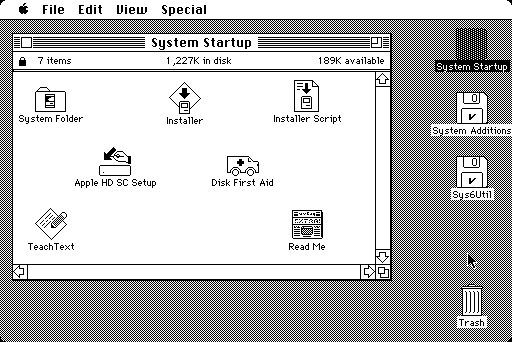 File Edit View Special
System Startup
7 items 1,227K in disk 189K available
System Folder
Installer
Installer Script
Apple HD SC Setup
Disk First Aid
TeachText
Read Me
System Startup
System Additions
Sys6Util
Trash